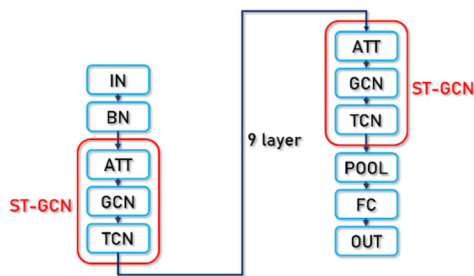 IN
BN
ATT
ST-GCN
GCN
TCN
9 layer
ATT
GCN
ST-GCN
TCN
POOL
FC
OUT